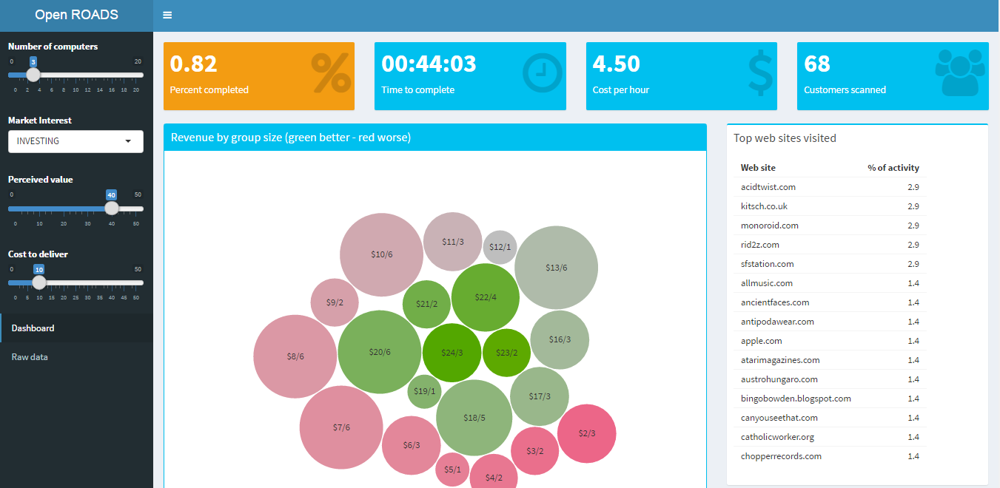 Open ROADS
Number of computers
0 3 20
0 2 4 6 8 10 12 14 16 18 20
Market Interest
INVESTING
Perceived value
0 40 50
0 10 20 30 40 50
Cost to deliver
0 10 50
0 5 10 15 20 25 30 35 40 45 50
Dashboard
Raw data
0.82
Percent completed
%
00:44:03
Time to complete
4.50
Cost per hour
$
68
Customers scanned
Revenue by group size (green better - red worse)
$10/6
$11/3
$12/1
$13/6
$9/2
$21/2
$22/4
$8/6
$20/6
$24/3
$23/2
$16/3
$19/1
$17/3
$7/6
$18/5
$6/3
$2/3
$3/2
$5/1
$4/2
Top web sites visited
Web site % of activity
acidtwist.com 2.9
kitsch.co.uk 2.9
monoroid.com 2.9
rid2z.com 2.9
sfstation.com 2.9
allmusic.com 1.4
ancientfaces.com 1.4
antipodawear.com 1.4
apple.com 1.4
atarimagazines.com 1.4
austrohungaro.com 1.4
bingobowden.blogspot.com 1.4
canyouseethat.com 1.4
catholicworker.org 1.4
chopperrecords.com 1.4